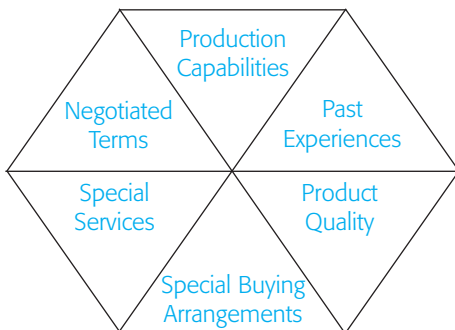 Production
Capabilities
Negotiated
Terms
Past
Experiences
Special
Services
Product
Quality
Special Buying
Arrangements